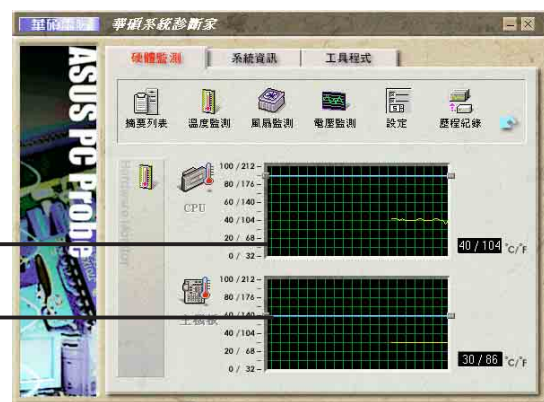 華碩系統診斷家
硬體監測 系統資訊 工具程式
摘要列表 溫度監測 風扇監測 電壓監測 設定 歷程紀錄
ASUS PC Probe
Hardware Monitor
CPU
100 / 212
80 / 176
60 / 140
40 / 104
20 / 68
0 / 32
40 / 104 °C/°F
主機板
100 / 212
80 / 176
60 / 140
40 / 104
20 / 68
0 / 32
30 / 86 °C/°F